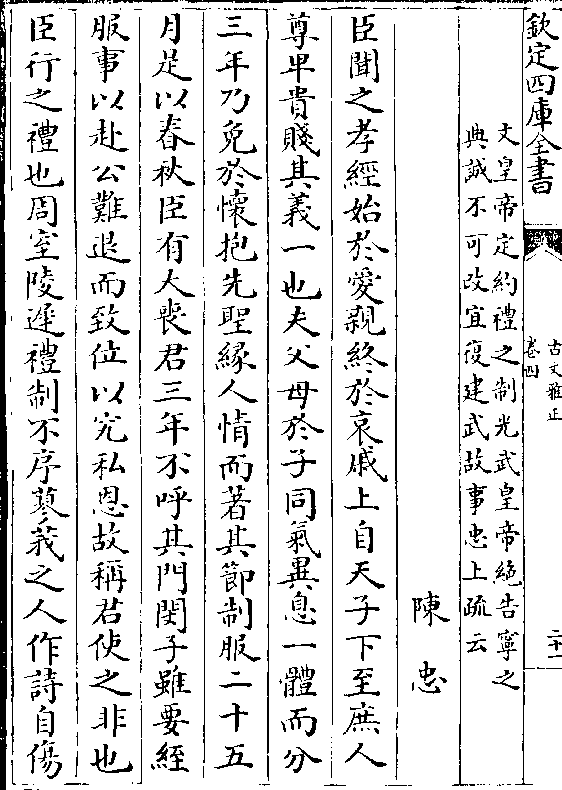 欽定四庫全書
古文雅正
卷四
二十一
文皇帝定約禮之制光武皇帝絶告寧之
典誠不可改宜復建武故事忠上疏云
陳忠
臣聞之孝經始於愛親終於哀戚上自天子下至庶人
尊卑貴賤其義一也夫父母於子同氣異息一體而分
三年乃免於懷抱先聖緣人情而著其節制服二十五
月是以春秋臣有大喪君三年不呼其門閔子雖要絰
服事以赴公難退而致位以究私恩故稱君使之非也
臣行之禮也周室陵遲禮制不序蓼莪之人作詩自傷